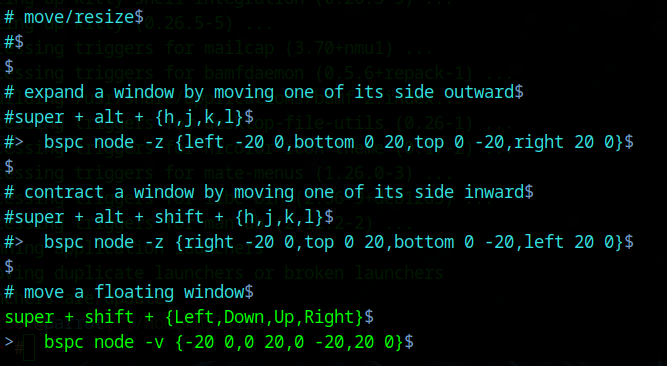 # move/resize$
#$
$
# expand a window by moving one of its side outward$
#super + alt + {h,j,k,l}$
#>  bspc node -z {left -20 0,bottom 0 20,top 0 -20,right 20 0}$
$
# contract a window by moving one of its side inward$
#super + alt + shift + {h,j,k,l}$
#>  bspc node -z {right -20 0,top 0 20,bottom 0 -20,left 20 0}$
$
# move a floating window$
super + shift + {Left,Down,Up,Right}$
>   bspc node -v {-20 0,0 20,0 -20,20 0}$